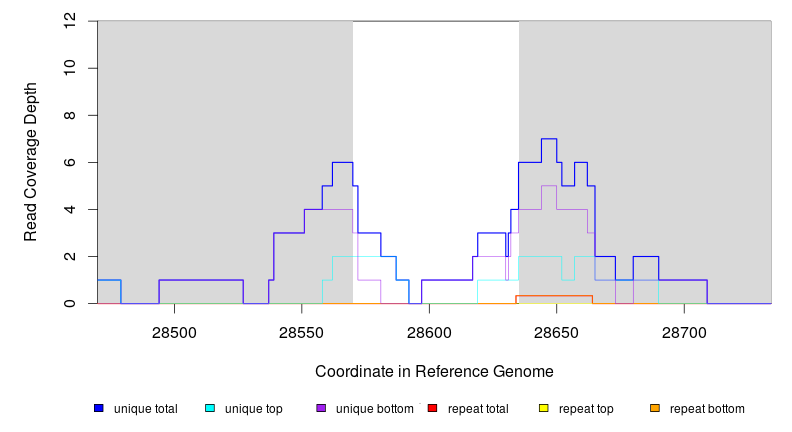 12
10
8
6
4
2
0
Read Coverage Depth
28500 28550 28600 28650 28700
Coordinate in Reference Genome
unique total unique top unique bottom repeat total repeat top repeat bottom